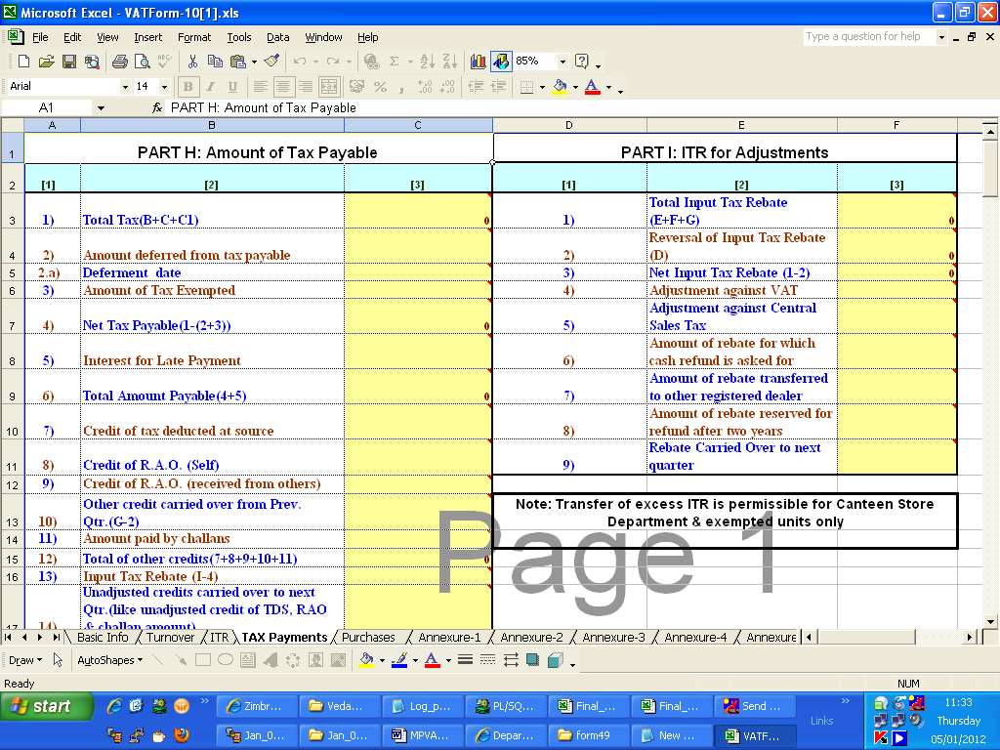 Microsoft Excel - VATForm-10[1].xls
File Edit View Insert Format Tools Data Window Help
Type a question for help
85%
Arial 14 B I U
A1 fx PART H: Amount of Tax Payable
A B C D E F
1 PART H: Amount of Tax Payable PART I: ITR for Adjustments
2 [1] [2] [3] [1] [2] [3]
3 1) Total Tax(B+C+C1) 0 1) Total Input Tax Rebate
(E+F+G) 0
4 2) Amount deferred from tax payable 2) Reversal of Input Tax Rebate
(D) 0
5 2.a) Deferment date 3) Net Input Tax Rebate (1-2) 0
6 3) Amount of Tax Exempted 4) Adjustment against VAT
7 4) Net Tax Payable(1-(2+3)) 0 5) Adjustment against Central
Sales Tax
8 5) Interest for Late Payment 6) Amount of rebate for which
cash refund is asked for
9 6) Total Amount Payable(4+5) 0 7) Amount of rebate transferred
to other registered dealer
10 7) Credit of tax deducted at source 8) Amount of rebate reserved for
refund after two years
11 8) Credit of R.A.O. (Self) 9) Rebate Carried Over to next
quarter
12 9) Credit of R.A.O. (received from others)
13 10) Other credit carried over from Prev.
Qtr.(G-2)
Note: Transfer of excess ITR is permissible for Canteen Store
Department & exempted units only
14 11) Amount paid by challans
15 12) Total of other credits(7+8+9+10+11) 0
16 13) Input Tax Rebate (I-4)
17 14) Unadjusted credits carried over to next
Qtr.(like unadjusted credit of TDS, RAO
& challan amount)
Page 1
Basic Info Turnover ITR TAX Payments Purchases Annexure-1 Annexure-2 Annexure-3 Annexure-4 Annexure
Draw AutoShapes
Ready NUM
start Zimbr... Veda... Log_p... PL/SQ... Final_... Final_... Send ... Links 11:33
Thursday
Jan_0... Jan_0... MPVA... Depar... form49 New ... VATF... 05/01/2012